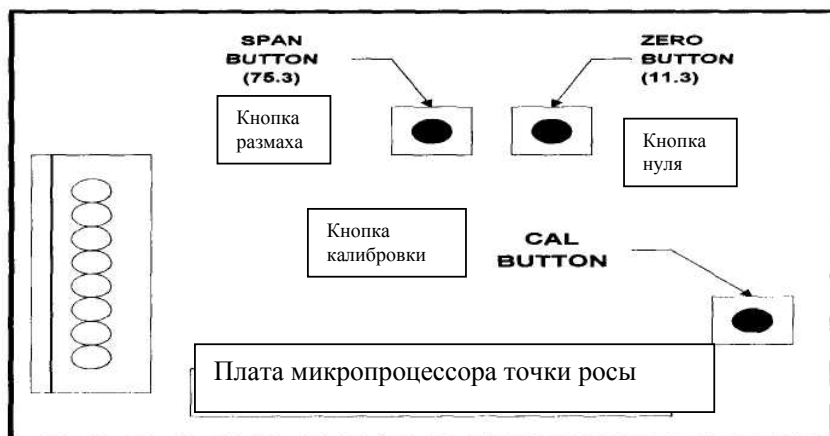 SPAN
BUTTON
(75.3)
ZERO
BUTTON
(11.3)
Кнопка
размаха
Кнопка
нуля
Кнопка
калибровки
CAL
BUTTON
Плата микропроцессора точки росы